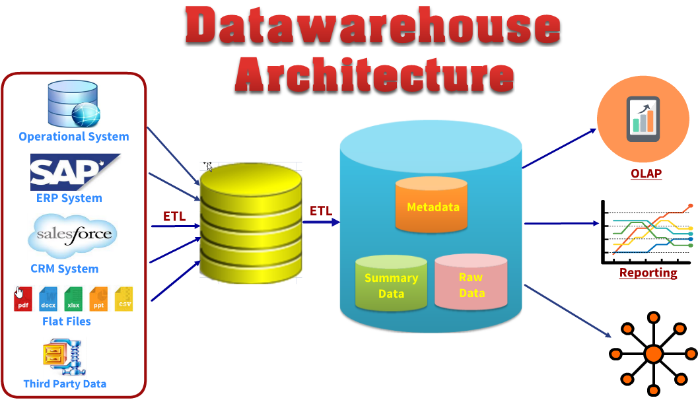 Datawarehouse
Architecture
Operational System
SAP
ERP System
salesforce
CRM System
pdf
docx
xlsx
ppt
csv
Flat Files
Third Party Data
ETL
ETL
Metadata
Summary
Data
Raw
Data
OLAP
Reporting